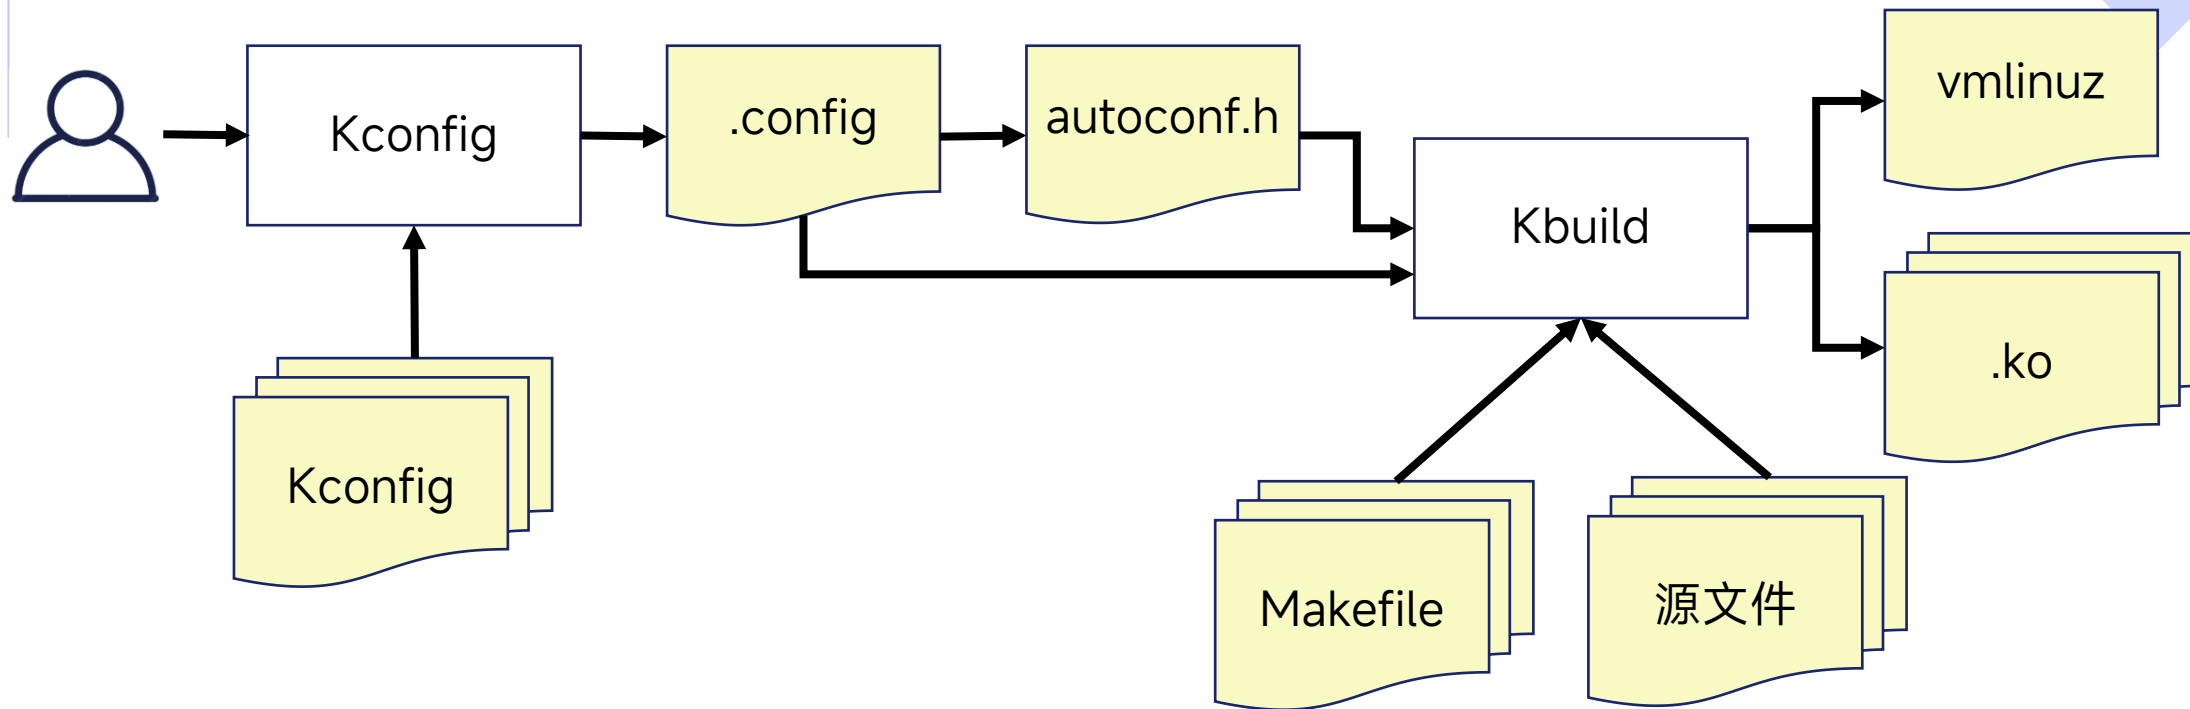 Kconfig
.config
autoconf.h
Kbuild
vmlinuz
.ko
Kconfig
Makefile
源文件